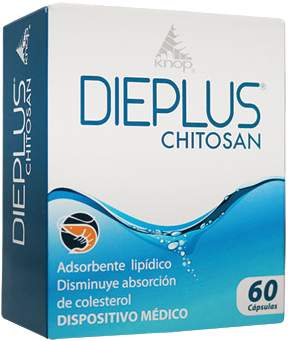 knop
DIEPLUS®
CHITOSAN
DIEPLUS
CHITOSAN
Adsorbente lipídico
Disminuye absorción
de colesterol
DISPOSITIVO MÉDICO
60
Cápsulas